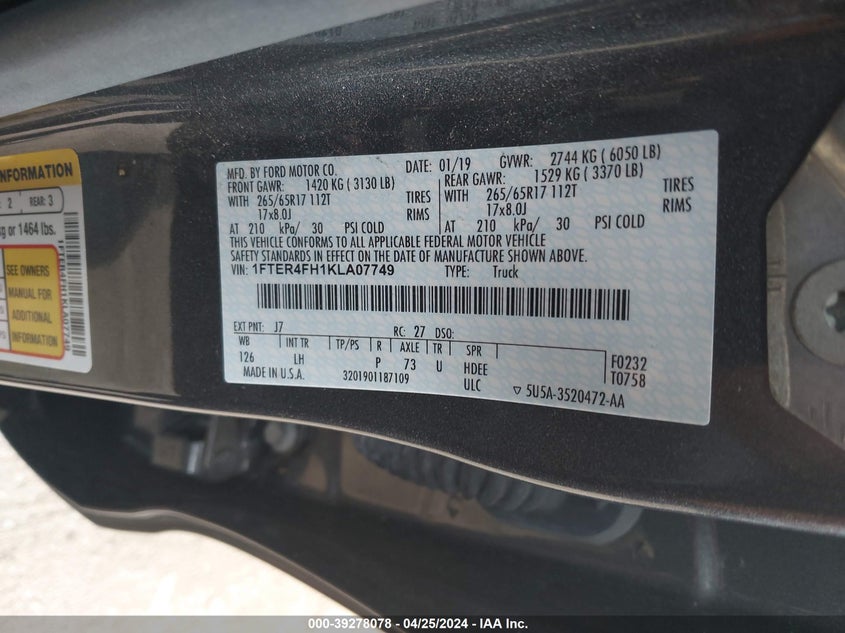 INFORMATION
2 REAR: 3
kg or 1464 lbs.
SEE OWNERS
MANUAL FOR
ADDITIONAL
INFORMATION
1FTER4FH1KLA07749
MFD. BY FORD MOTOR CO. DATE: 01/19 GVWR: 2744 KG ( 6050 LB)
FRONT GAWR: 1420 KG ( 3130 LB) REAR GAWR: 1529 KG ( 3370 LB)
WITH 265/65R17 112T TIRES WITH 265/65R17 112T TIRES
17x8.0J RIMS 17x8.0J RIMS
AT 210 kPa/ 30 PSI COLD AT 210 kPa/ 30 PSI COLD
THIS VEHICLE CONFORMS TO ALL APPLICABLE FEDERAL MOTOR VEHICLE
SAFETY STANDARDS IN EFFECT ON THE DATE OF MANUFACTURE SHOWN ABOVE.
VIN: 1FTER4FH1KLA07749 TYPE: Truck
EXT PNT: J7 RC: 27 DSO:
WB INT TR TP/PS R AXLE TR SPR
126 LH P 73 U HDEE F0232
ULC T0758
MADE IN U.S.A. 3201901187109 5U5A-3520472-AA
000-39278078 - 04/25/2024 - IAA Inc.